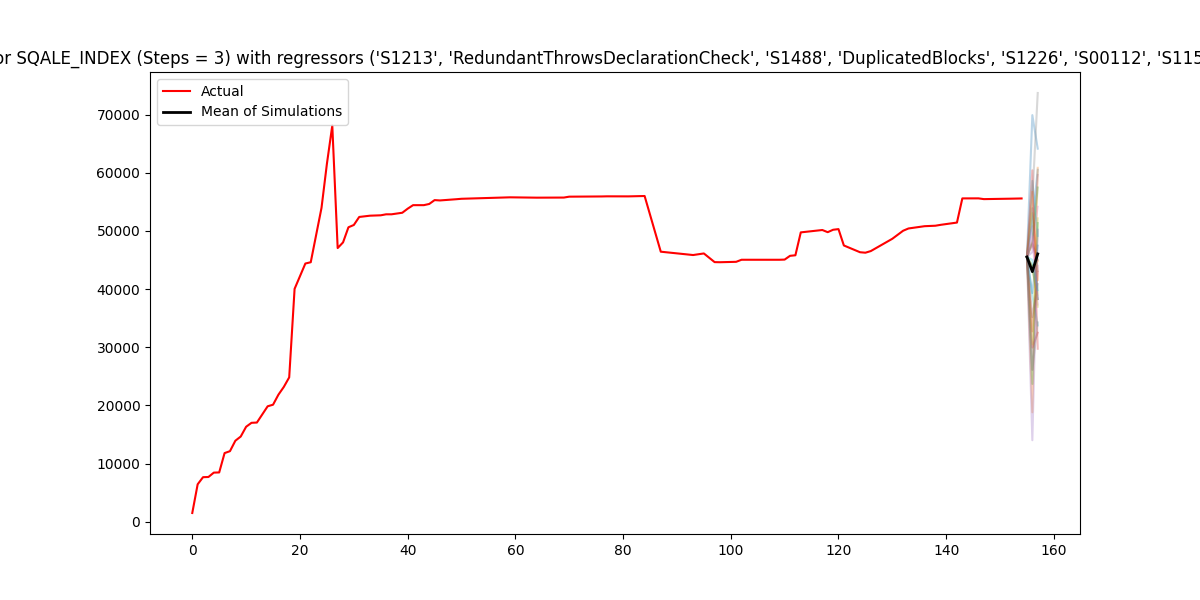 or SQALE_INDEX (Steps = 3) with regressors ('S1213', 'RedundantThrowsDeclarationCheck', 'S1488', 'DuplicatedBlocks', 'S1226', 'S00112', 'S115
Actual
Mean of Simulations
70000
60000
50000
40000
30000
20000
10000
0
0 20 40 60 80 100 120 140 160